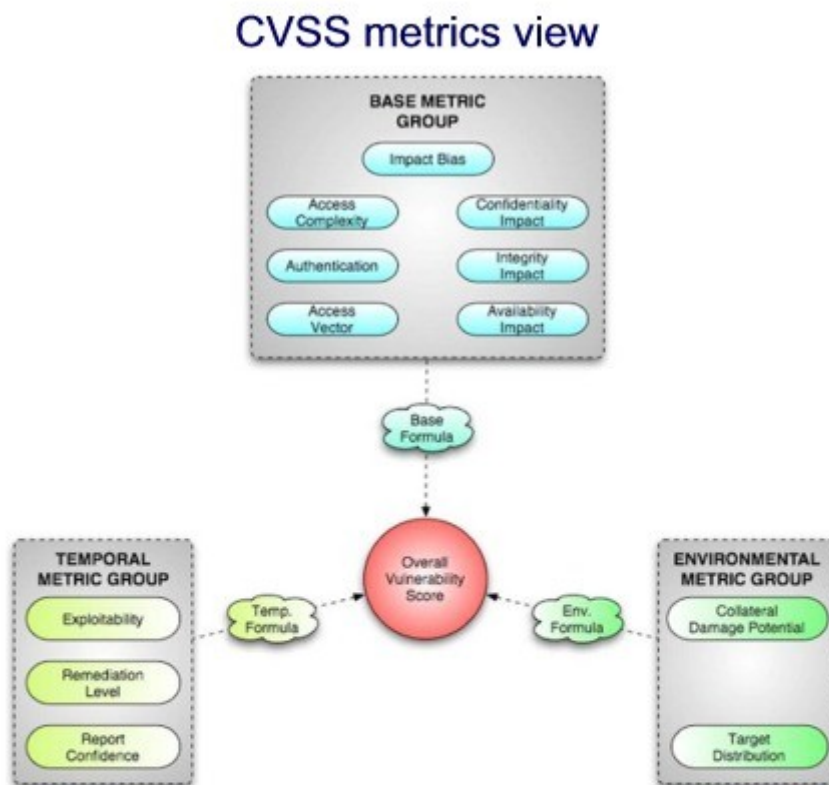 CVSS metrics view
BASE METRIC
GROUP
Impact Bias
Access
Complexity
Confidentiality
Impact
Authentication
Integrity
Impact
Access
Vector
Availability
Impact
Base
Formula
TEMPORAL
METRIC GROUP
Exploitability
Remediation
Level
Report
Confidence
Temp.
Formula
Overall
Vulnerability
Score
Env.
Formula
ENVIRONMENTAL
METRIC GROUP
Collateral
Damage Potential
Target
Distribution